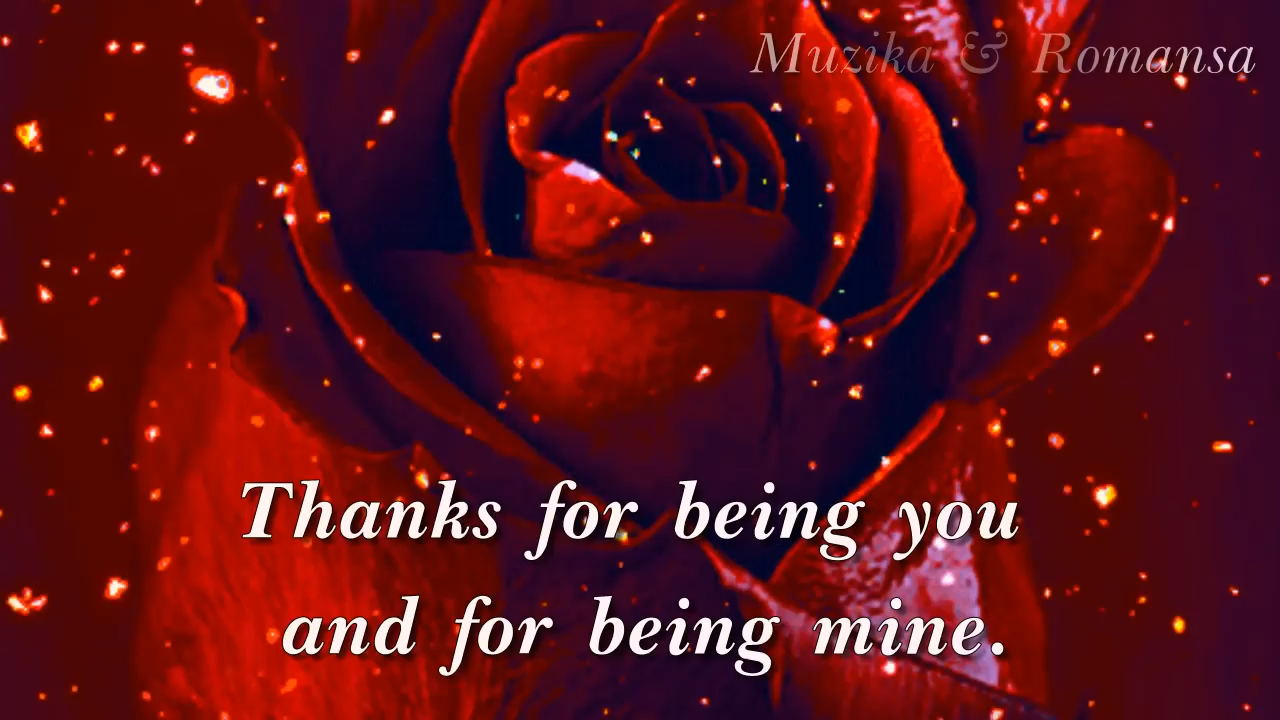 Muzika & Romansa
Thanks for being you
and for being mine.